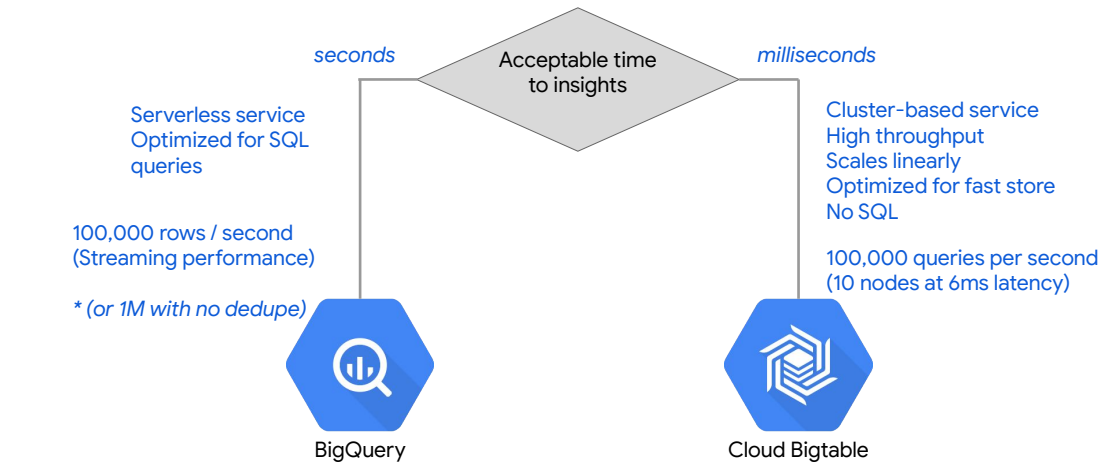 Acceptable time
to insights
seconds
milliseconds
Serverless service
Optimized for SQL
queries
100,000 rows / second
(Streaming performance)
* (or 1M with no dedupe)
BigQuery
Cluster-based service
High throughput
Scales linearly
Optimized for fast store
No SQL
100,000 queries per second
(10 nodes at 6ms latency)
Cloud Bigtable